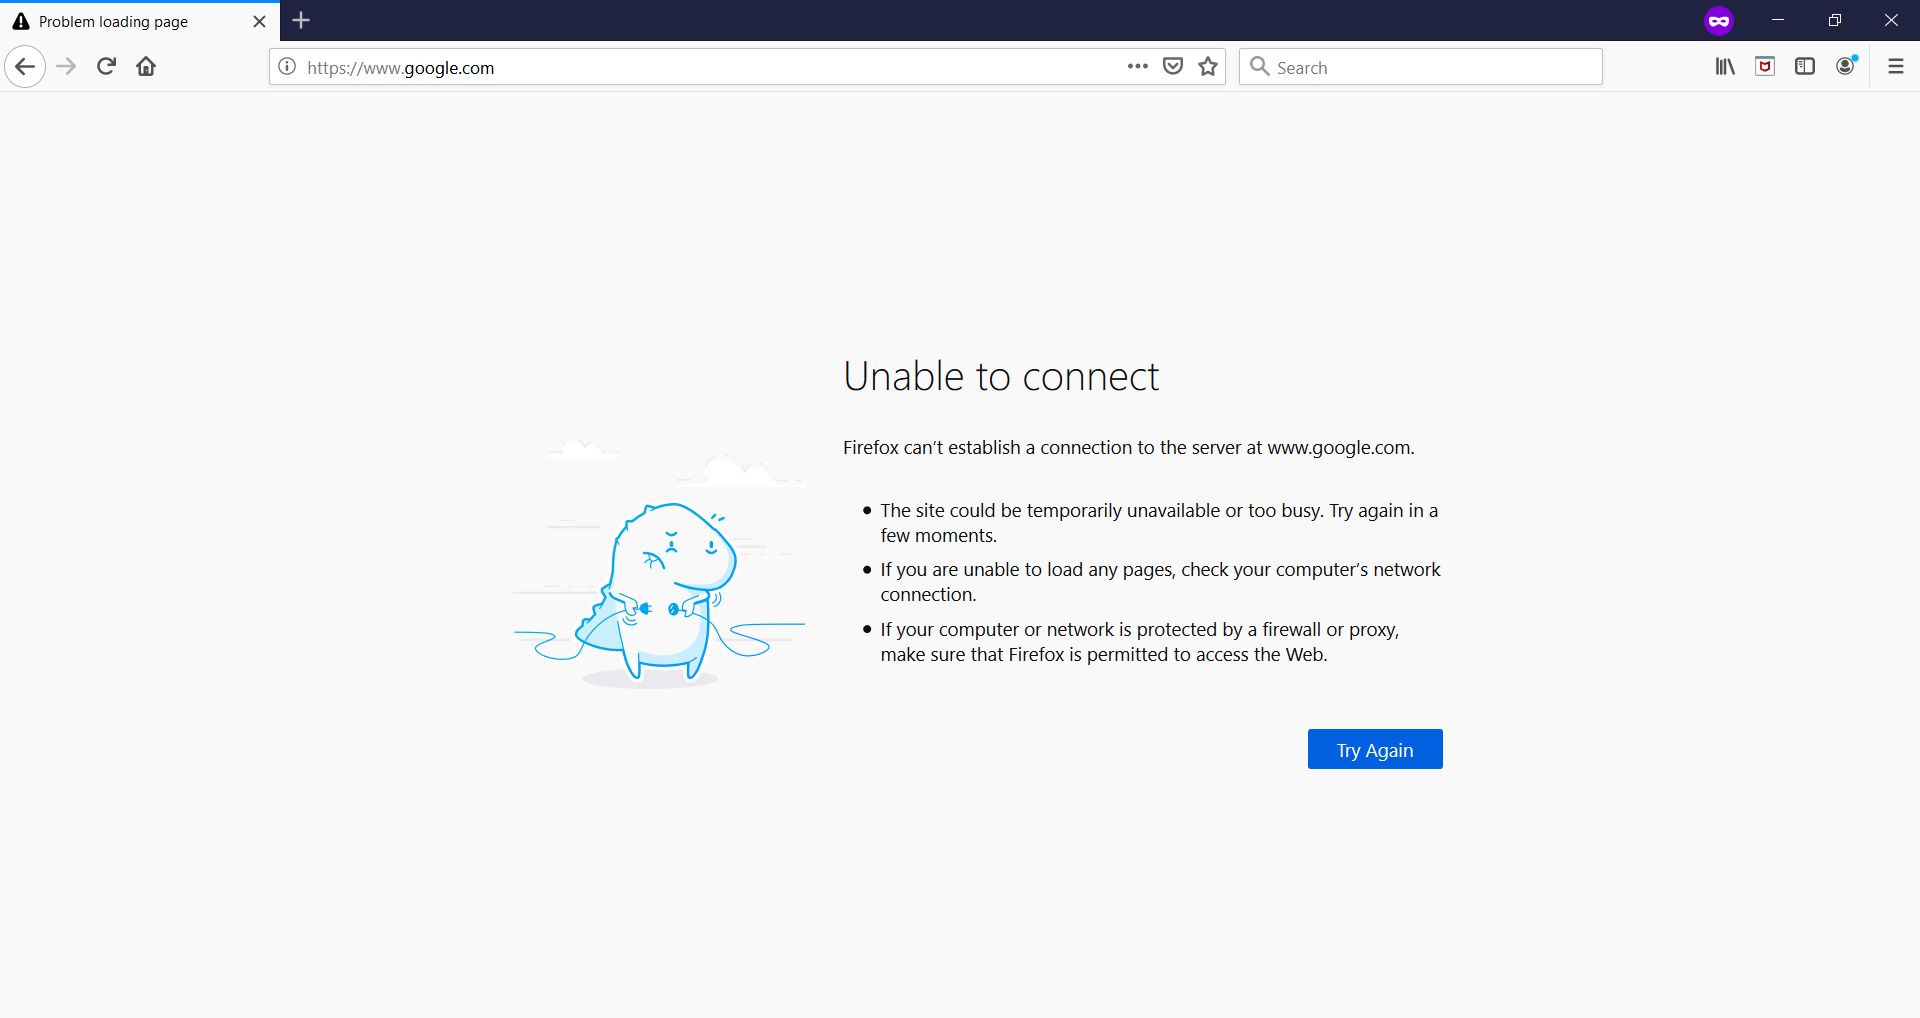 Problem loading page
https://www.google.com
Search
Unable to connect
Firefox can’t establish a connection to the server at www.google.com.
The site could be temporarily unavailable or too busy. Try again in a
few moments.
If you are unable to load any pages, check your computer’s network
connection.
If your computer or network is protected by a firewall or proxy,
make sure that Firefox is permitted to access the Web.
Try Again